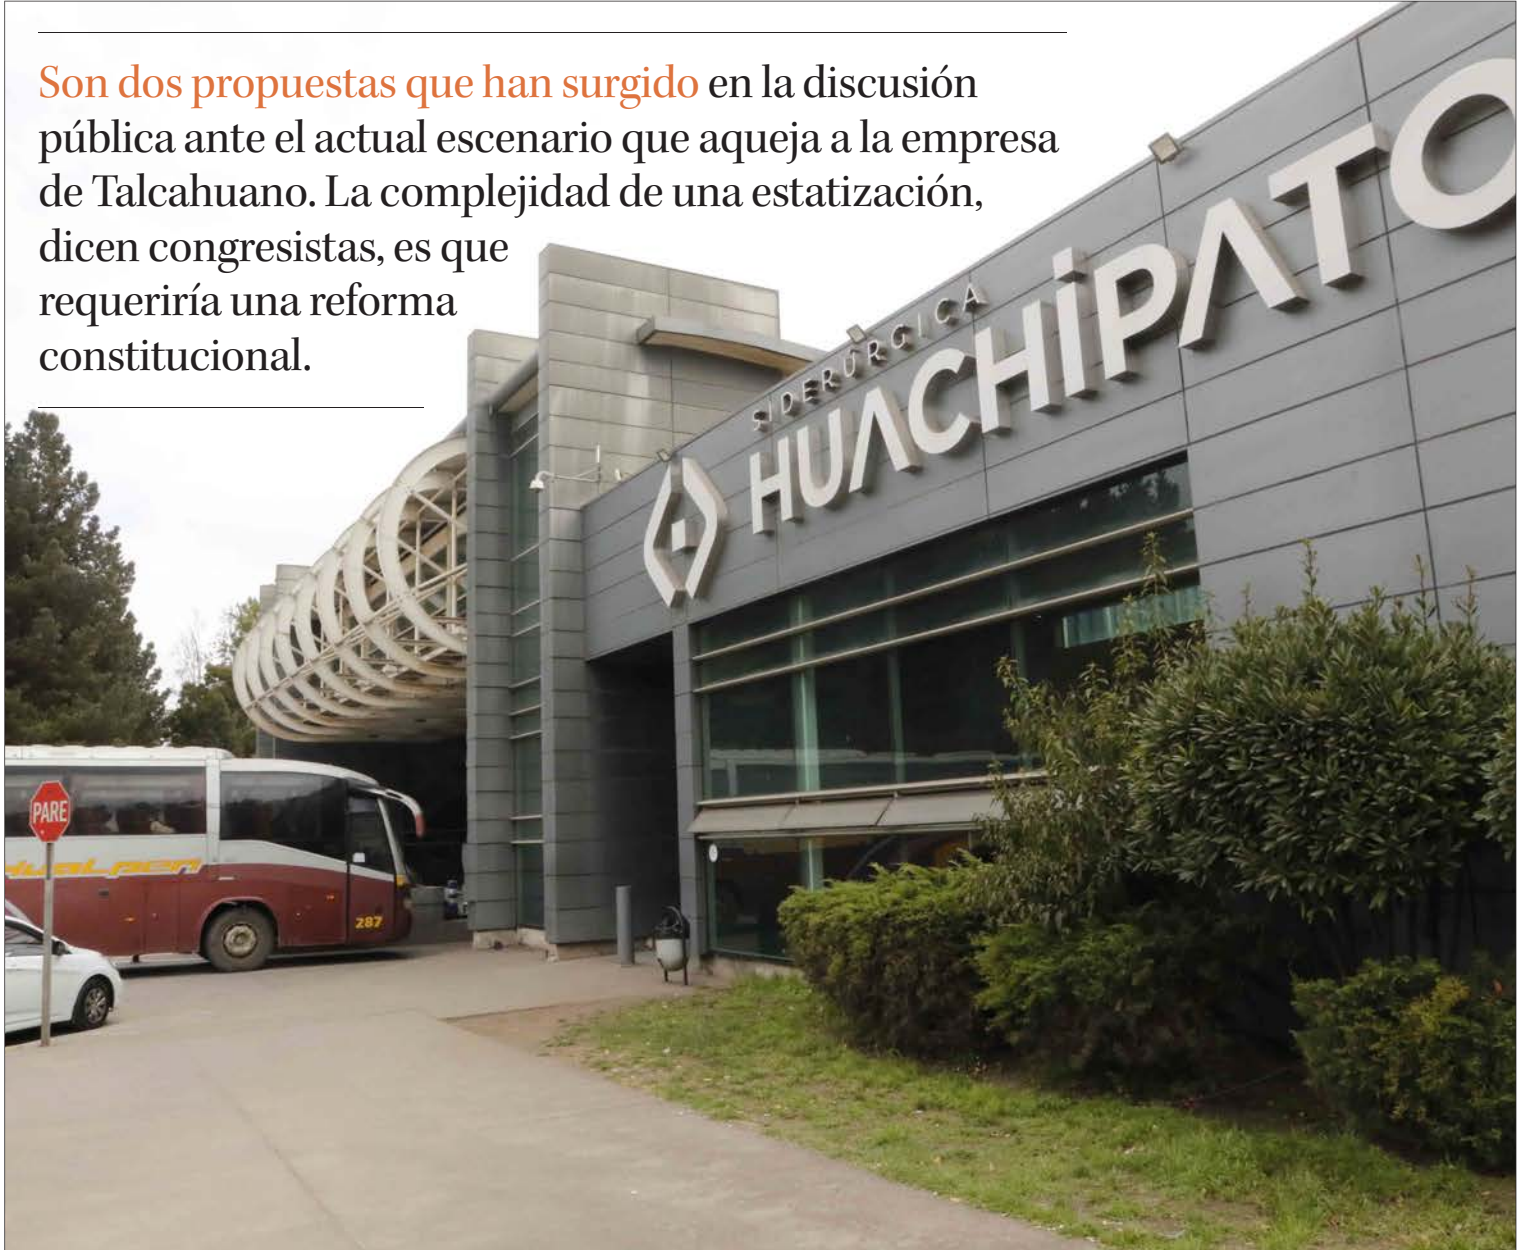 Son dos propuestas que han surgido en la discusión
pública ante el actual escenario que aqueja a la empresa
de Talcahuano. La complejidad de una estatización,
dicen congresistas, es que
requeriría una reforma
constitucional.
SIDERÚRGICA
HUACHIPATO
PARE
HUALPEN
287